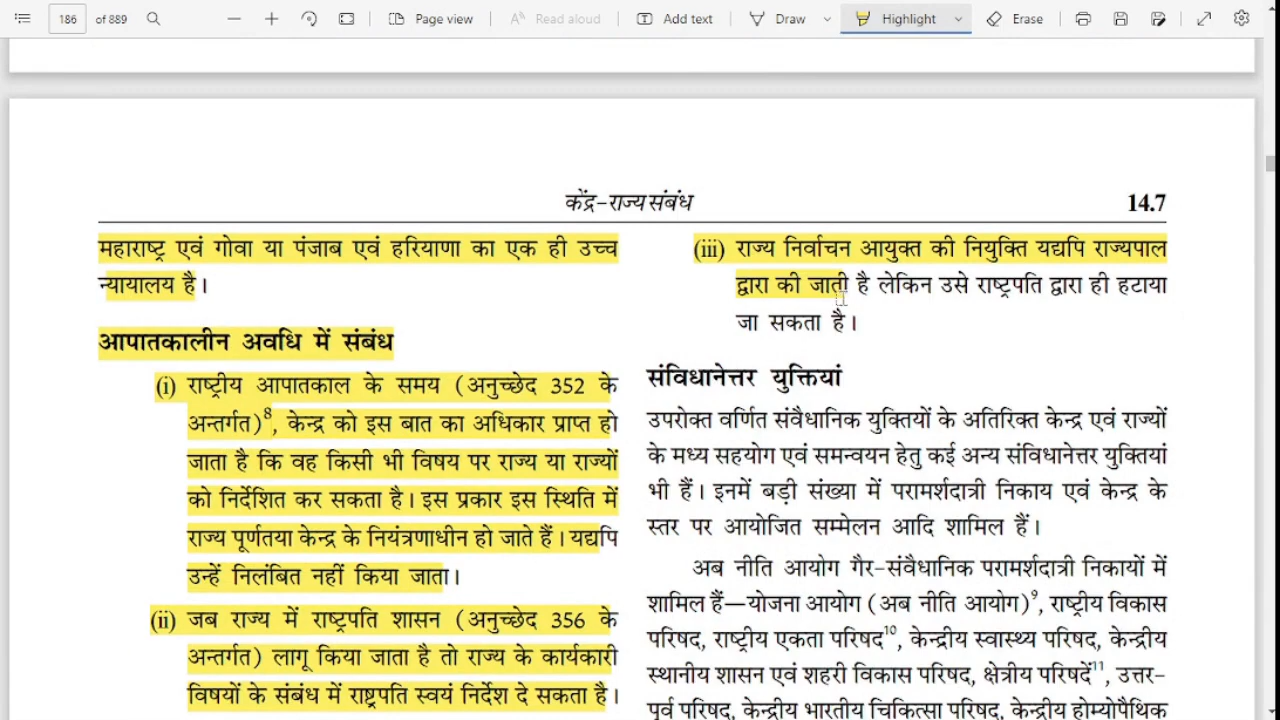 186 of 889 Page view Read aloud Add text Draw Highlight Erase
केंद्र-राज्य संबंध 14.7
महाराष्ट्र एवं गोवा या पंजाब एवं हरियाणा का एक ही उच्च
न्यायालय है।
आपातकालीन अवधि में संबंध
(i) राष्ट्रीय आपातकाल के समय (अनुच्छेद 352 के
अन्तर्गत)⁸, केन्द्र को इस बात का अधिकार प्राप्त हो
जाता है कि वह किसी भी विषय पर राज्य या राज्यों
को निर्देशित कर सकता है। इस प्रकार इस स्थिति में
राज्य पूर्णतया केन्द्र के नियंत्रणाधीन हो जाते हैं। यद्यपि
उन्हें निलंबित नहीं किया जाता।
(ii) जब राज्य में राष्ट्रपति शासन (अनुच्छेद 356 के
अन्तर्गत) लागू किया जाता है तो राज्य के कार्यकारी
विषयों के संबंध में राष्ट्रपति स्वयं निर्देश दे सकता है।
(iii) राज्य निर्वाचन आयुक्त की नियुक्ति यद्यपि राज्यपाल
द्वारा की जाती है लेकिन उसे राष्ट्रपति द्वारा ही हटाया
जा सकता है।
संविधानेत्तर युक्तियां
उपरोक्त वर्णित संवैधानिक युक्तियों के अतिरिक्त केन्द्र एवं राज्यों
के मध्य सहयोग एवं समन्वयन हेतु कई अन्य संविधानेत्तर युक्तियां
भी हैं। इनमें बड़ी संख्या में परामर्शदात्री निकाय एवं केन्द्र के
स्तर पर आयोजित सम्मेलन आदि शामिल हैं।
अब नीति आयोग गैर-संवैधानिक परामर्शदात्री निकायों में
शामिल हैं—योजना आयोग (अब नीति आयोग)⁹, राष्ट्रीय विकास
परिषद, राष्ट्रीय एकता परिषद¹⁰, केन्द्रीय स्वास्थ्य परिषद, केन्द्रीय
स्थानीय शासन एवं शहरी विकास परिषद, क्षेत्रीय परिषदें¹¹, उत्तर-
पूर्व परिषद, केन्द्रीय भारतीय चिकित्सा परिषद, केन्द्रीय होम्योपैथिक